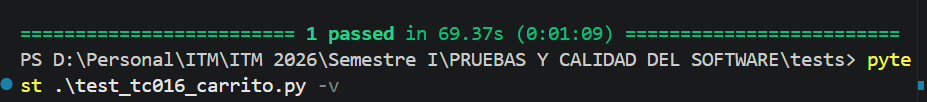 ========================== 1 passed in 69.37s (0:01:09) ==========================
PS D:\Personal\ITM\ITM 2026\Semestre I\PRUEBAS Y CALIDAD DEL SOFTWARE\tests> pyte
st .\test_tc016_carrito.py -v